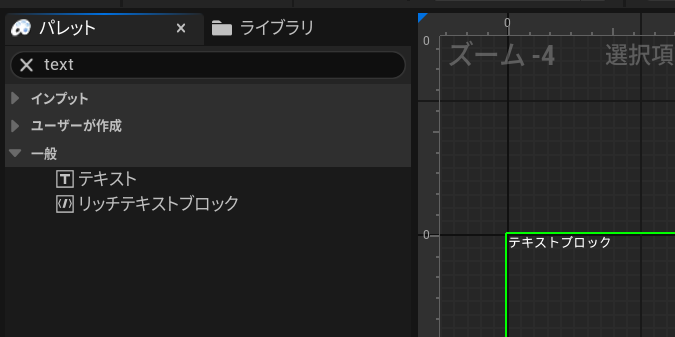 パレット
ライブラリ
text
インプット
ユーザーが作成
一般
テキスト
リッチテキストブロック
0
0
ズーム -4
選択項
0
テキストブロック